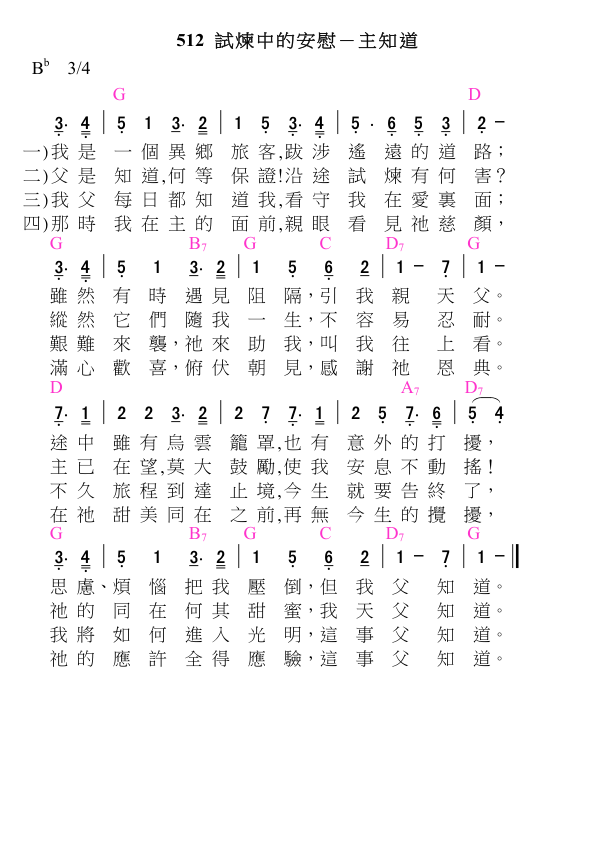 512 試煉中的安慰－主知道
B♭ 3/4
G D
3. 4 | 5 1 3. 2 | 1 5 3. 4 | 5 . 6 5 3 | 2 –
一)我是一個異鄉旅客,跋涉遙遠的道路；
二)父是知道,何等保證!沿途試煉有何害？
三)我父每日都知道我,看守我在愛裏面；
四)那時我在主的面前,親眼看見祂慈顏，
G B7 G C D7 G
3. 4 | 5 1 3. 2 | 1 5 6 2 | 1 – 7 | 1 –
雖然有時遇見阻隔，引我親天父。
縱然它們隨我一生，不容易忍耐。
艱難來襲，祂來助我，叫我往上看。
滿心歡喜，俯伏朝見，感謝祂恩典。
D A7 D7
7. 1 | 2 2 3. 2 | 2 7 7. 1 | 2 5 7. 6 | 5 4
途中雖有烏雲籠罩,也有意外的打擾，
主已在望,莫大鼓勵,使我安息不動搖！
不久旅程到達止境,今生就要告終了，
在祂甜美同在之前,再無今生的攪擾，
G B7 G C D7 G
3. 4 | 5 1 3. 2 | 1 5 6 2 | 1 – 7 | 1 – ‖
思慮、煩惱把我壓倒，但我父知道。
祂的同在何其甜蜜，我天父知道。
我將如何進入光明，這事父知道。
祂的應許全得應驗，這事父知道。